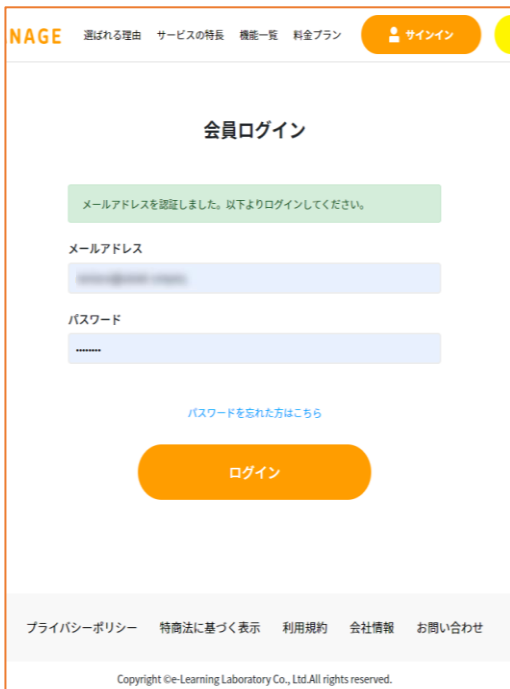 NAGE 選ばれる理由 サービスの特長 機能一覧 料金プラン サインイン
会員ログイン
メールアドレスを認証しました。以下よりログインしてください。
メールアドレス
パスワード
••••••••
パスワードを忘れた方はこちら
ログイン
プライバシーポリシー 特商法に基づく表示 利用規約 会社情報 お問い合わせ
Copyright ©e-Learning Laboratory Co., Ltd.All rights reserved.